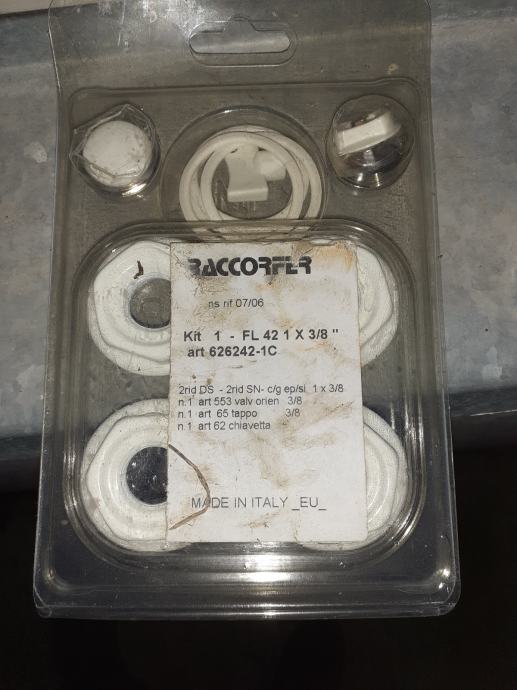 RACCORFER
ns rif 07/06
Kit 1 - FL 42 1 X 3/8 "
art 626242-1C
2rid DS - 2rid SN- c/g ep/si 1 x 3/8
n.1 art 553 valv orien 3/8
n.1 art 65 tappo 3/8
n.1 art 62 chiavetta
MADE IN ITALY _EU_